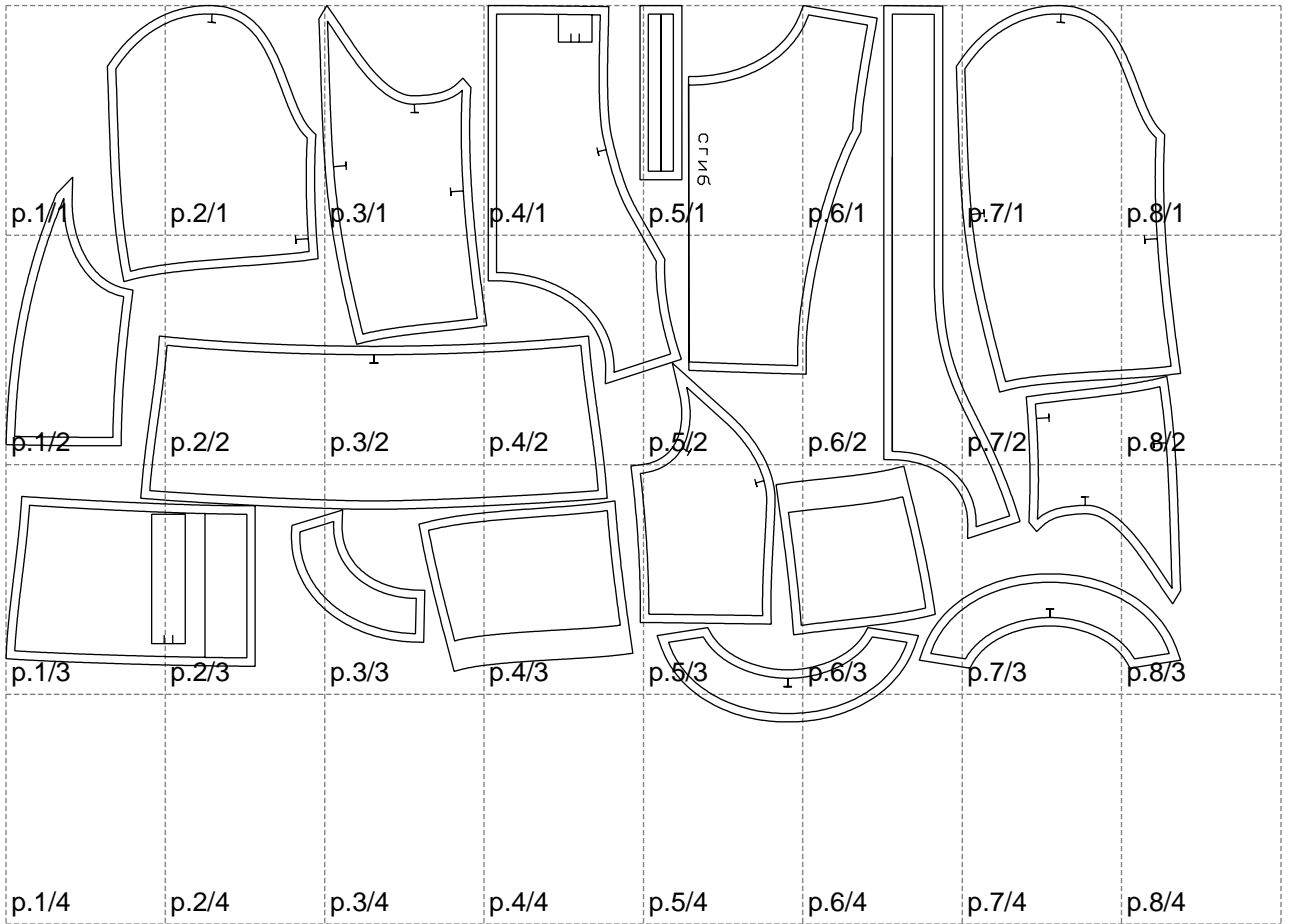 сгиб
p.1/1 p.2/1 p.3/1 p.4/1 p.5/1 p.6/1 p.7/1 p.8/1
p.1/2 p.2/2 p.3/2 p.4/2 p.5/2 p.6/2 p.7/2 p.8/2
p.1/3 p.2/3 p.3/3 p.4/3 p.5/3 p.6/3 p.7/3 p.8/3
p.1/4 p.2/4 p.3/4 p.4/4 p.5/4 p.6/4 p.7/4 p.8/4